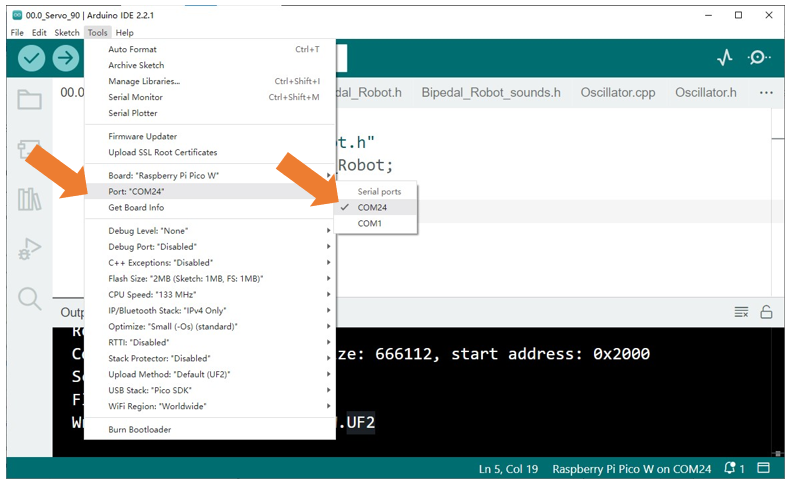 00.0_Servo_90 | Arduino IDE 2.2.1
File Edit Sketch Tools Help
00.0
dal_Robot.h Bipedal_Robot_sounds.h Oscillator.cpp Oscillator.h ...
Auto Format Ctrl+T
Archive Sketch
Manage Libraries... Ctrl+Shift+I
Serial Monitor Ctrl+Shift+M
Serial Plotter
Firmware Updater
Upload SSL Root Certificates
Board: "Raspberry Pi Pico W"
Port: "COM24"
Get Board Info
Debug Level: "None"
Debug Port: "Disabled"
C++ Exceptions: "Disabled"
Flash Size: "2MB (Sketch: 1MB, FS: 1MB)"
CPU Speed: "133 MHz"
IP/Bluetooth Stack: "IPv4 Only"
Optimize: "Small (-Os) (standard)"
RTTI: "Disabled"
Stack Protector: "Disabled"
Upload Method: "Default (UF2)"
USB Stack: "Pico SDK"
WiFi Region: "Worldwide"
Burn Bootloader
Serial ports
COM24
COM1
ot.h"
Robot;
Outp
ze: 666112, start address: 0x2000
.UF2
Ln 5, Col 19 Raspberry Pi Pico W on COM24 1